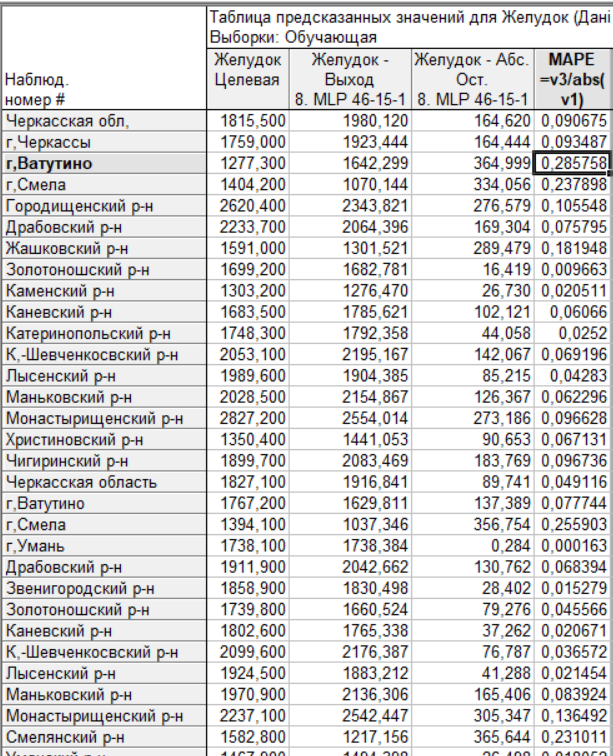 Таблица предсказанных значений для Желудок (Дані
Выборки: Обучающая
Наблюд. номер # Желудок Целевая Желудок - Выход 8. MLP 46-15-1 Желудок - Абс. Ост. 8. MLP 46-15-1 MAPE =v3/abs( v1)
Черкасская обл, 1815,500 1980,120 164,620 0,090675
г,Черкассы 1759,000 1923,444 164,444 0,093487
г,Ватутино 1277,300 1642,299 364,999 0,285758
г,Смела 1404,200 1070,144 334,056 0,237898
Городищенский р-н 2620,400 2343,821 276,579 0,105548
Драбовский р-н 2233,700 2064,396 169,304 0,075795
Жашковский р-н 1591,000 1301,521 289,479 0,181948
Золотоношский р-н 1699,200 1682,781 16,419 0,009663
Каменский р-н 1303,200 1276,470 26,730 0,020511
Каневский р-н 1683,500 1785,621 102,121 0,06066
Катеринопольский р-н 1748,300 1792,358 44,058 0,0252
К,-Шевченкосвский р-н 2053,100 2195,167 142,067 0,069196
Лысенский р-н 1989,600 1904,385 85,215 0,04283
Маньковский р-н 2028,500 2154,867 126,367 0,062296
Монастырищенский р-н 2827,200 2554,014 273,186 0,096628
Христиновский р-н 1350,400 1441,053 90,653 0,067131
Чигиринский р-н 1899,700 2083,469 183,769 0,096736
Черкасская область 1827,100 1916,841 89,741 0,049116
г,Ватутино 1767,200 1629,811 137,389 0,077744
г,Смела 1394,100 1037,346 356,754 0,255903
г,Умань 1738,100 1738,384 0,284 0,000163
Драбовский р-н 1911,900 2042,662 130,762 0,068394
Звенигородский р-н 1858,900 1830,498 28,402 0,015279
Золотоношский р-н 1739,800 1660,524 79,276 0,045566
Каневский р-н 1802,600 1765,338 37,262 0,020671
К,-Шевченкосвский р-н 2099,600 2176,387 76,787 0,036572
Лысенский р-н 1924,500 1883,212 41,288 0,021454
Маньковский р-н 1970,900 2136,306 165,406 0,083924
Монастырищенский р-н 2237,100 2542,447 305,347 0,136492
Смелянский р-н 1582,800 1217,156 365,644 0,231011